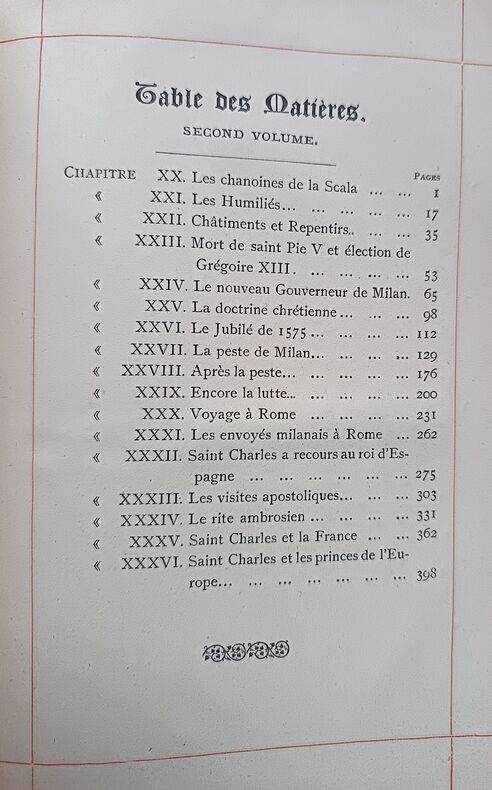 Table des Matières.
SECOND VOLUME.
PAGES
CHAPITRE XX. Les chanoines de la Scala ... ... 1
« XXI. Les Humiliés... ... ... ... ... 17
« XXII. Châtiments et Repentirs.. ... ... 35
« XXIII. Mort de saint Pie V et élection de
Grégoire XIII. ... ... ... ... 53
« XXIV. Le nouveau Gouverneur de Milan. 65
« XXV. La doctrine chrétienne ... ... ... 98
« XXVI. Le Jubilé de 1575 ... ... ... ... 112
« XXVII. La peste de Milan... ... ... ... 129
« XXVIII. Après la peste... ... ... ... ... 176
« XXIX. Encore la lutte... ... ... ... ... 200
« XXX. Voyage à Rome ... ... ... ... 231
« XXXI. Les envoyés milanais à Rome ... 262
« XXXII. Saint Charles a recours au roi d'Es-
pagne ... ... ... ... ... ... 275
« XXXIII. Les visites apostoliques... ... ... 303
« XXXIV. Le rite ambrosien ... ... ... ... 331
« XXXV. Saint Charles et la France ... ... 362
« XXXVI. Saint Charles et les princes de l'Eu-
rope... ... ... ... ... ... ... 398